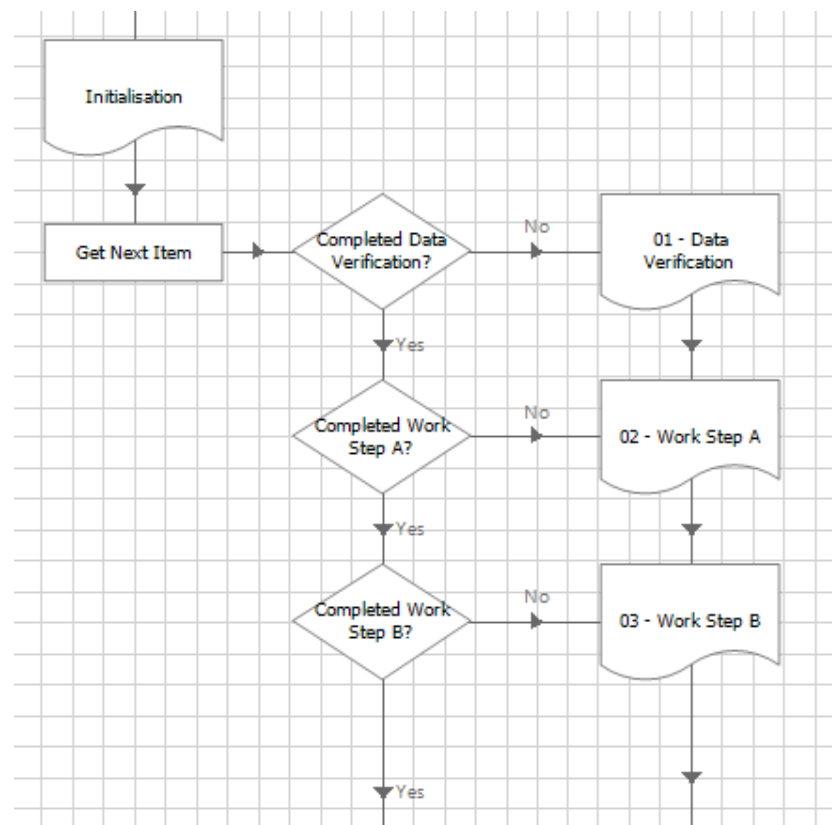 Initialisation
Get Next Item
Completed Data
Verification?
No
01 - Data
Verification
Yes
Completed Work
Step A?
No
02 - Work Step A
Yes
Completed Work
Step B?
No
03 - Work Step B
Yes